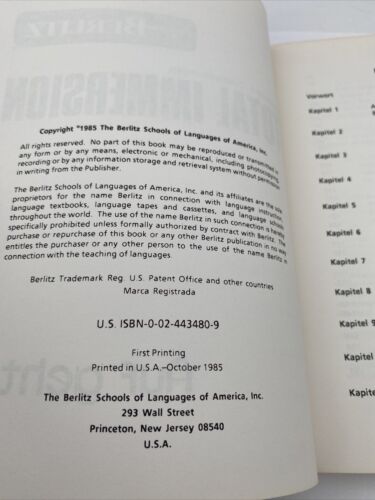 Copyright ©1985 The Berlitz Schools of Languages of America, Inc.
All rights reserved. No part of this book may be reproduced or transmitted in
any form or by any means, electronic or mechanical, including photocopying,
recording or by any information storage and retrieval system without permission
in writing from the Publisher.
The Berlitz Schools of Languages of America, Inc. and its affiliates are the sole
proprietors for the name Berlitz in connection with language instruction,
language textbooks, language tapes and cassettes, and language schools
throughout the world. The use of the name Berlitz in such connection is hereby
specifically prohibited unless formally authorized by contract with Berlitz. The
purchase or repurchase of this book or any other Berlitz publication in no way
entitles the purchaser or any other person to the use of the name Berlitz in
connection with the teaching of languages.
Berlitz Trademark Reg. U.S. Patent Office and other countries
Marca Registrada
U.S. ISBN-0-02-443480-9
First Printing
Printed in U.S.A.—October 1985
The Berlitz Schools of Languages of America, Inc.
293 Wall Street
Princeton, New Jersey 08540
U.S.A.
Vorwort
Kapitel 1
Kapitel 2
Kapitel 3
Kapitel 4
Kapitel 5
Kapitel 6
Kapitel 7
Kapitel 8
Kapitel 9
Kapitel
Kapitel